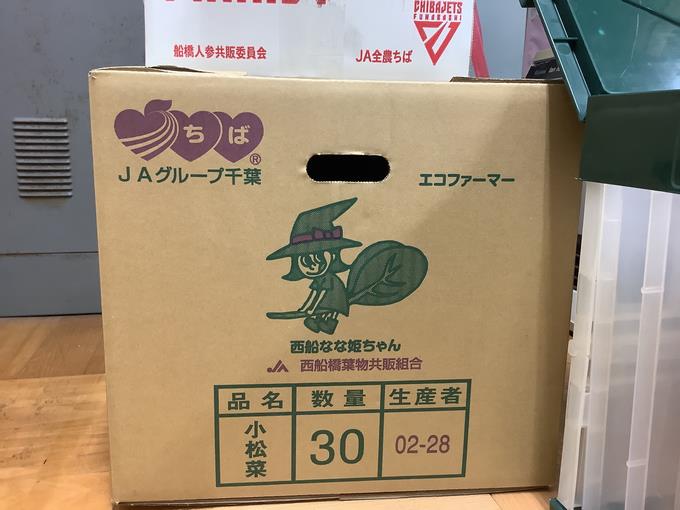 CHIBAJETS
FUNABASHI
船橋人参共販委員会
JA全農ちば
ちば
®
JAグループ千葉
エコファーマー
西船なな姫ちゃん
JA 西船橋葉物共販組合
品名 数量 生産者
小松菜 30 02-28